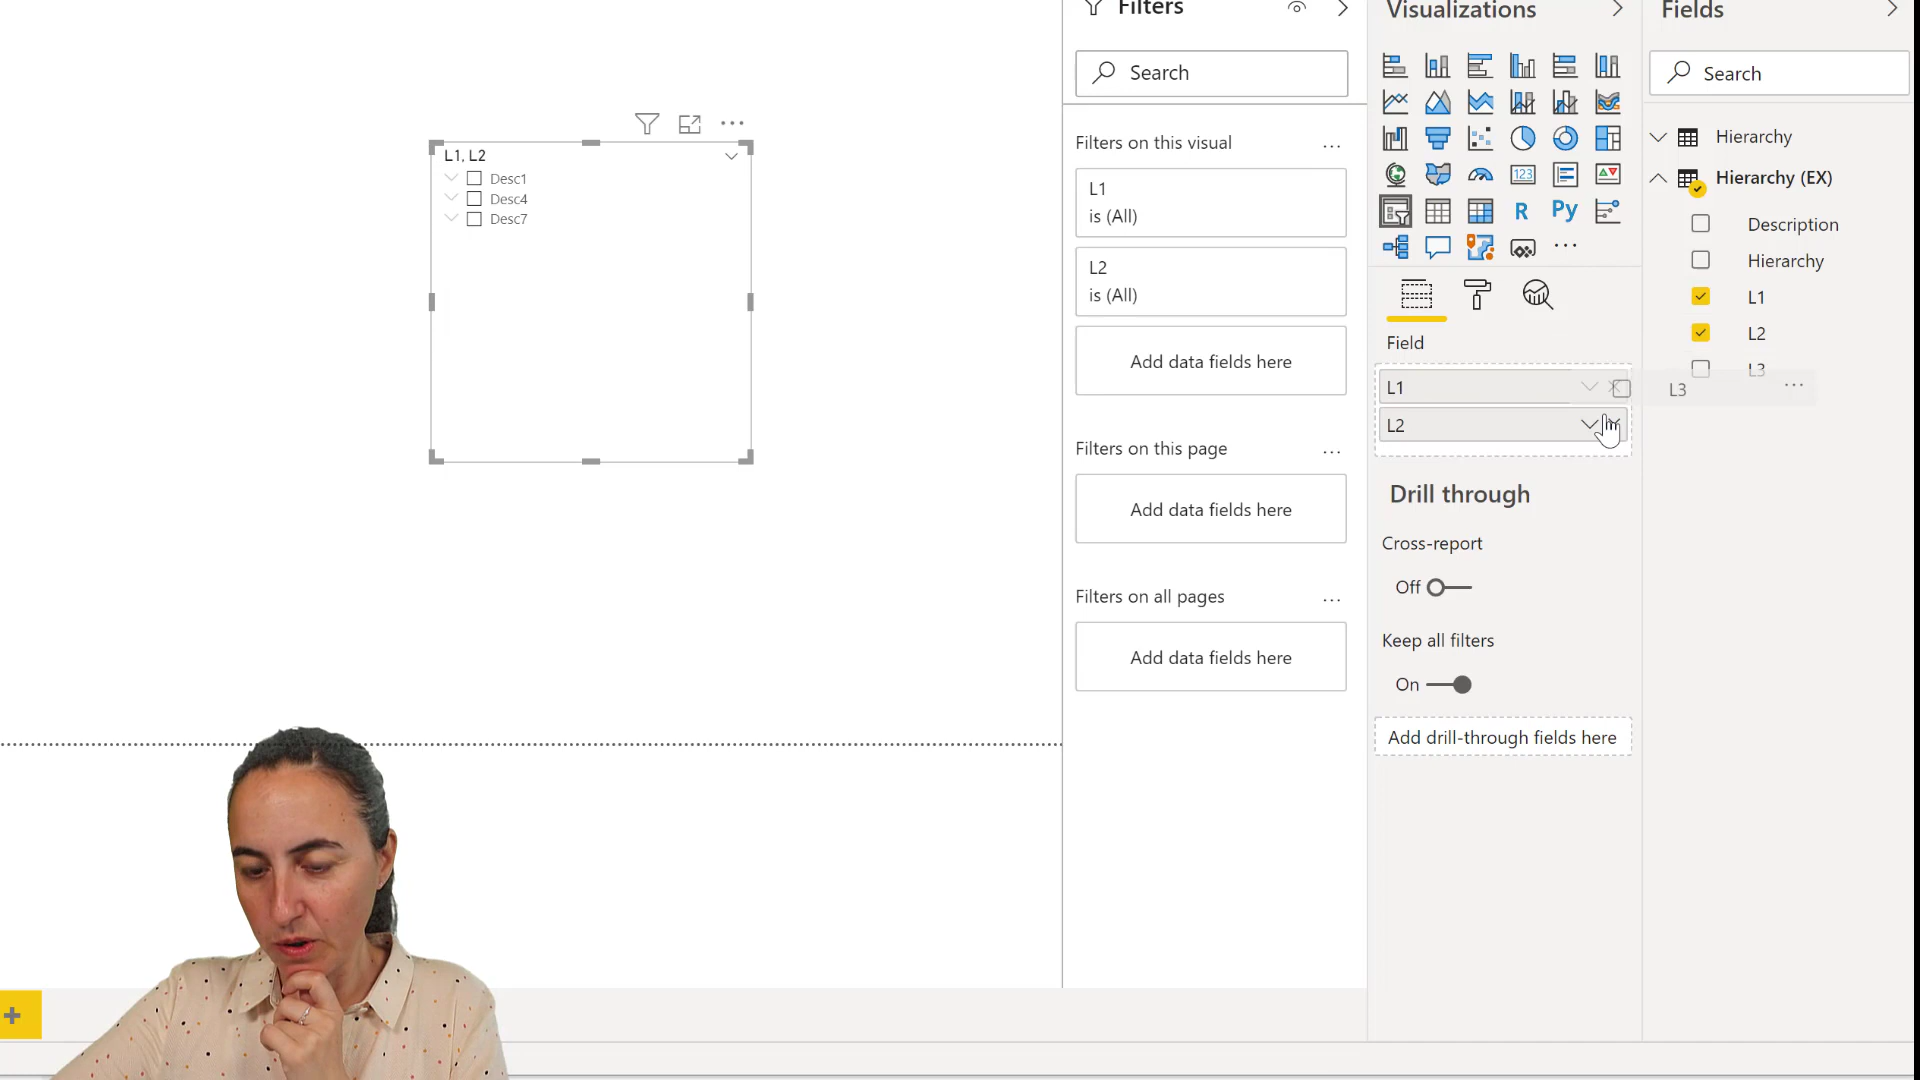 Filters
Search
Filters on this visual
...
L1
is (All)
L2
is (All)
Add data fields here
Filters on this page
...
Add data fields here
Filters on all pages
...
Add data fields here
Visualizations
123
R
Py
...
Field
L1
L2
Drill through
Cross-report
Off
Keep all filters
On
Add drill-through fields here
Fields
Search
Hierarchy
Hierarchy (EX)
Description
Hierarchy
L1
L2
L3
L3
...
...
L1, L2
Desc1
Desc4
Desc7
+